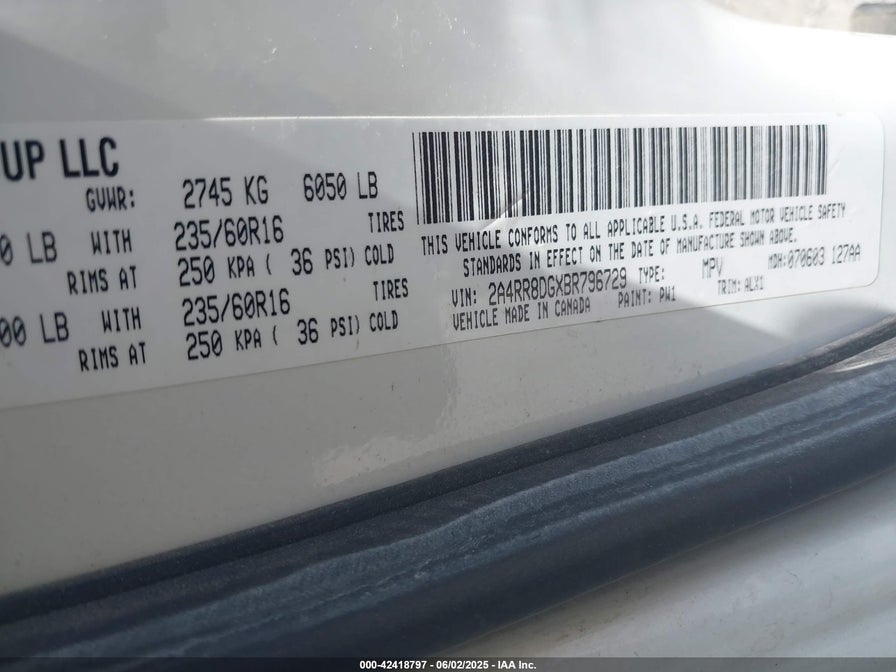 UP LLC
GVWR: 2745 KG 6050 LB
0 LB WITH 235/60R16 TIRES
RIMS AT 250 KPA ( 36 PSI) COLD
00 LB WITH 235/60R16 TIRES
RIMS AT 250 KPA ( 36 PSI) COLD
THIS VEHICLE CONFORMS TO ALL APPLICABLE U.S.A. FEDERAL MOTOR VEHICLE SAFETY
STANDARDS IN EFFECT ON THE DATE OF MANUFACTURE SHOWN ABOVE.
MDH:070603 127AA
VIN: 2A4RR8DGXBR796729 TYPE: MPV
VEHICLE MADE IN CANADA PAINT: PW1 TRIM: ALX1
000-42418797 - 06/02/2025 - IAA Inc.